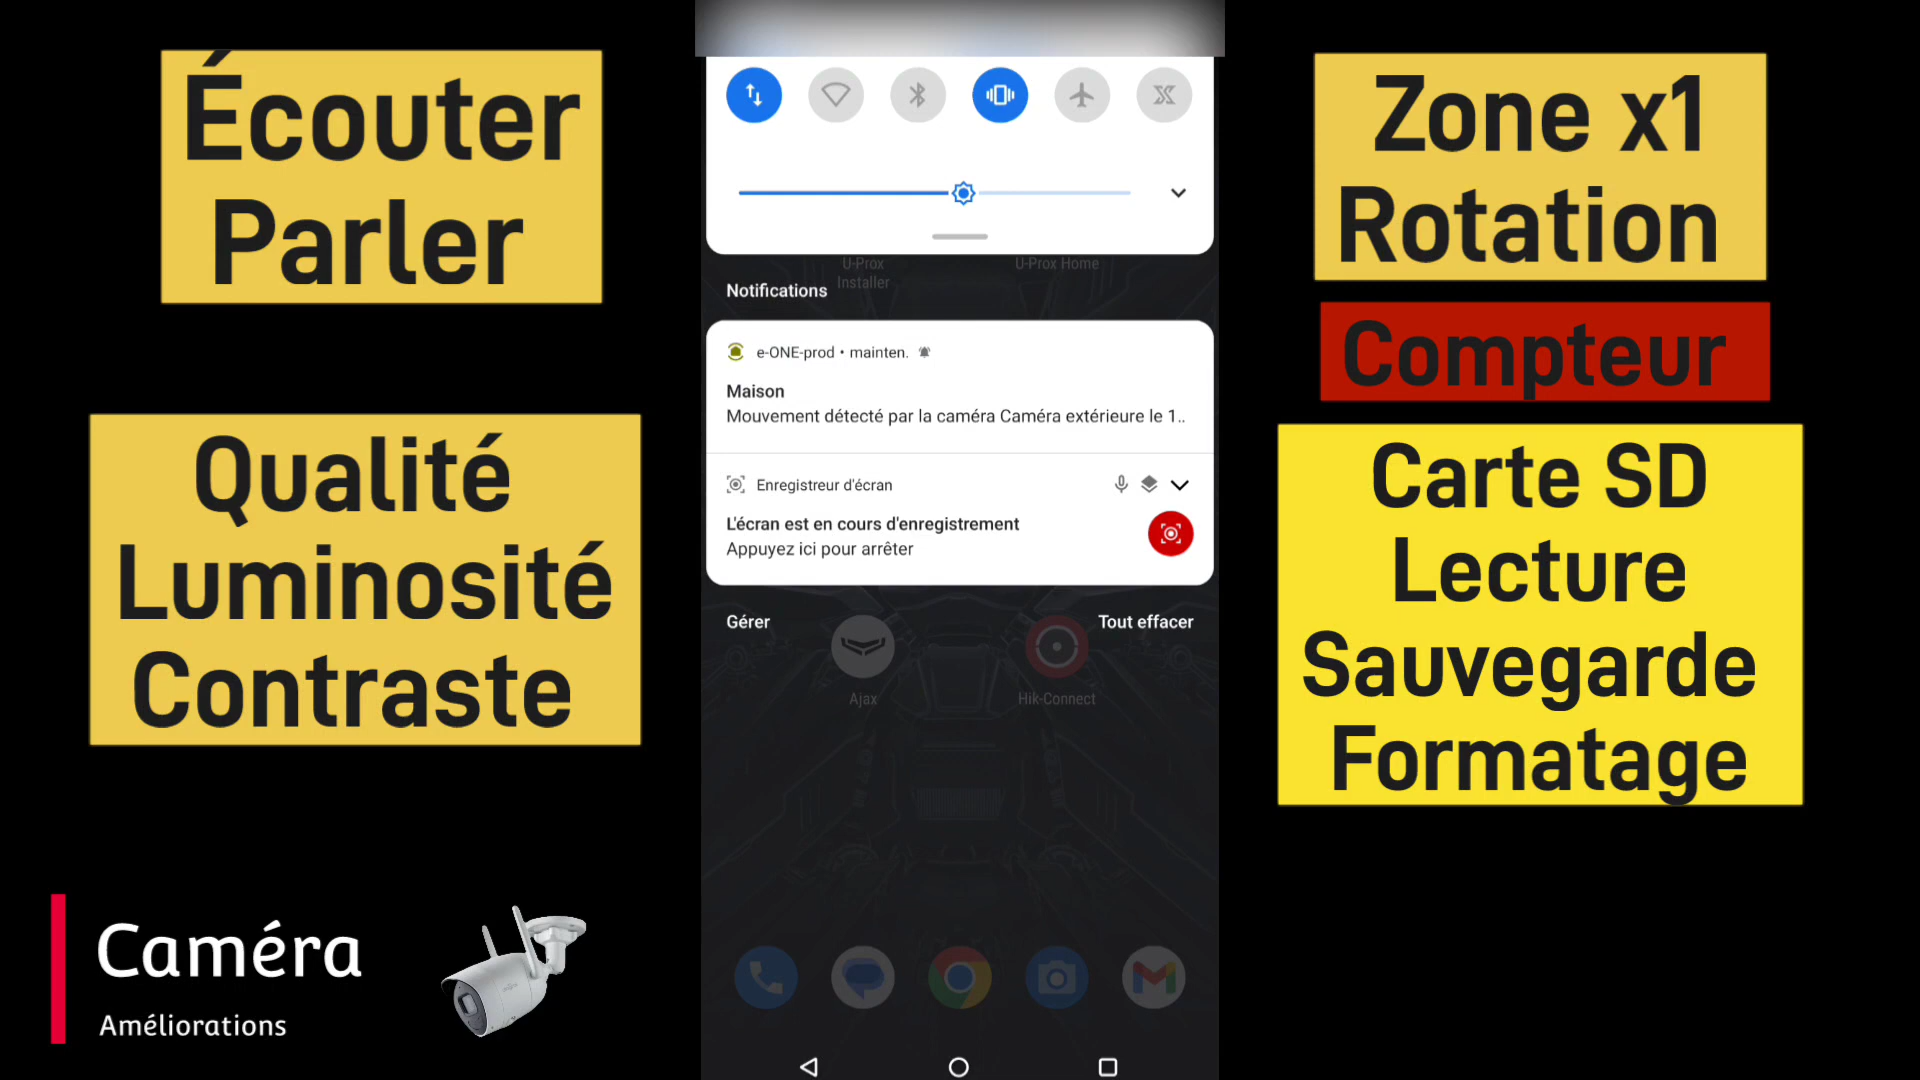 Écouter
Parler
Qualité
Luminosité
Contraste
Caméra
Améliorations
U-Prox
Installer
U-Prox Home
Notifications
e-ONE-prod • mainten.
Maison
Mouvement détecté par la caméra Caméra extérieure le 1..
Enregistreur d'écran
L'écran est en cours d'enregistrement
Appuyez ici pour arrêter
Gérer
Tout effacer
Ajax
Hik-Connect
Zone x1
Rotation
Compteur
Carte SD
Lecture
Sauvegarde
Formatage